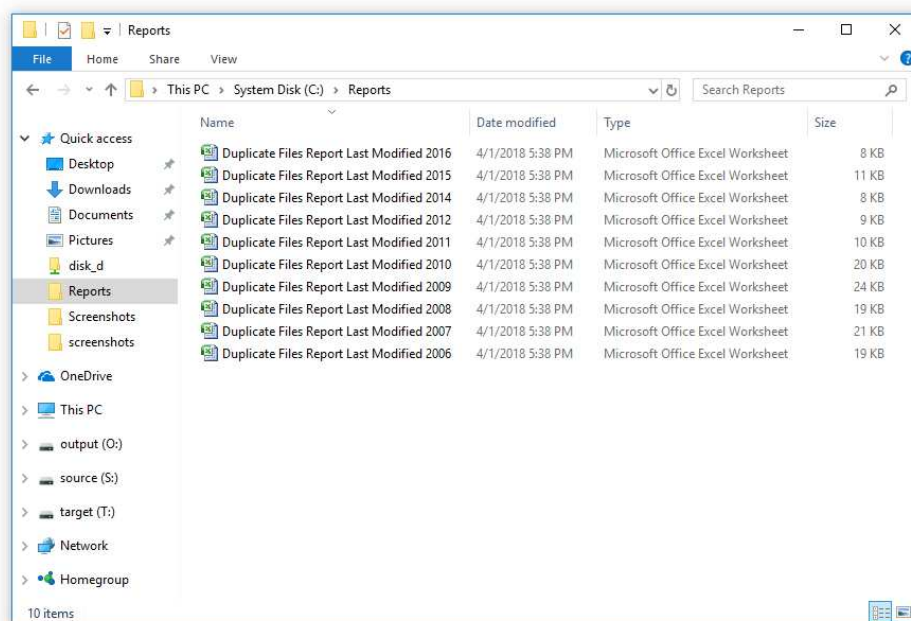 Reports
File Home Share View
This PC > System Disk (C:) > Reports
Search Reports
Name Date modified Type Size
Quick access
Desktop
Downloads
Documents
Pictures
disk_d
Reports
Screenshots
screenshots
OneDrive
This PC
output (O:)
source (S:)
target (T:)
Network
Homegroup
Duplicate Files Report Last Modified 2016 4/1/2018 5:38 PM Microsoft Office Excel Worksheet 8 KB
Duplicate Files Report Last Modified 2015 4/1/2018 5:38 PM Microsoft Office Excel Worksheet 11 KB
Duplicate Files Report Last Modified 2014 4/1/2018 5:38 PM Microsoft Office Excel Worksheet 8 KB
Duplicate Files Report Last Modified 2012 4/1/2018 5:38 PM Microsoft Office Excel Worksheet 9 KB
Duplicate Files Report Last Modified 2011 4/1/2018 5:38 PM Microsoft Office Excel Worksheet 10 KB
Duplicate Files Report Last Modified 2010 4/1/2018 5:38 PM Microsoft Office Excel Worksheet 20 KB
Duplicate Files Report Last Modified 2009 4/1/2018 5:38 PM Microsoft Office Excel Worksheet 24 KB
Duplicate Files Report Last Modified 2008 4/1/2018 5:38 PM Microsoft Office Excel Worksheet 19 KB
Duplicate Files Report Last Modified 2007 4/1/2018 5:38 PM Microsoft Office Excel Worksheet 21 KB
Duplicate Files Report Last Modified 2006 4/1/2018 5:38 PM Microsoft Office Excel Worksheet 19 KB
10 items